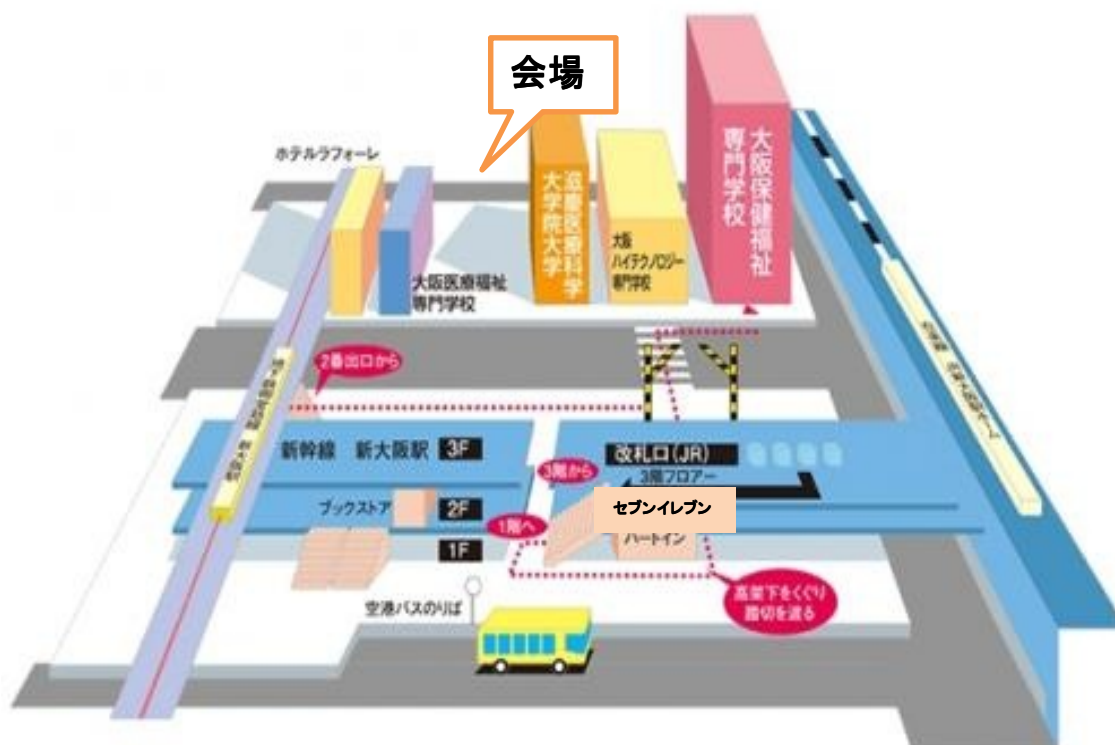 会場
ホテルラフォーレ
大阪保健福祉
専門学校
滋慶医療科学
大学院大学
大阪
ハイテクノロジー
専門学校
大阪医療福祉
専門学校
2番出口から
新幹線 新大阪駅 3F
改札口(JR)
3階フロアー
3階から
ブックストア 2F
セブンイレブン
1階へ
ハートイン
1F
高架下をくぐり
踏切を渡る
空港バスのりば